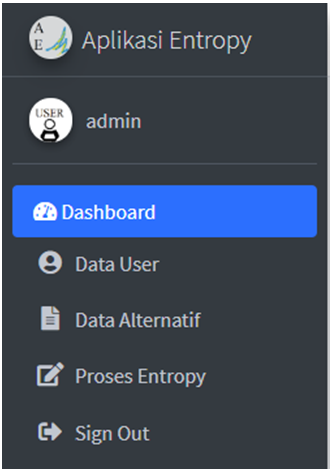 A
E
Aplikasi Entropy
USER
admin
Dashboard
Data User
Data Alternatif
Proses Entropy
Sign Out